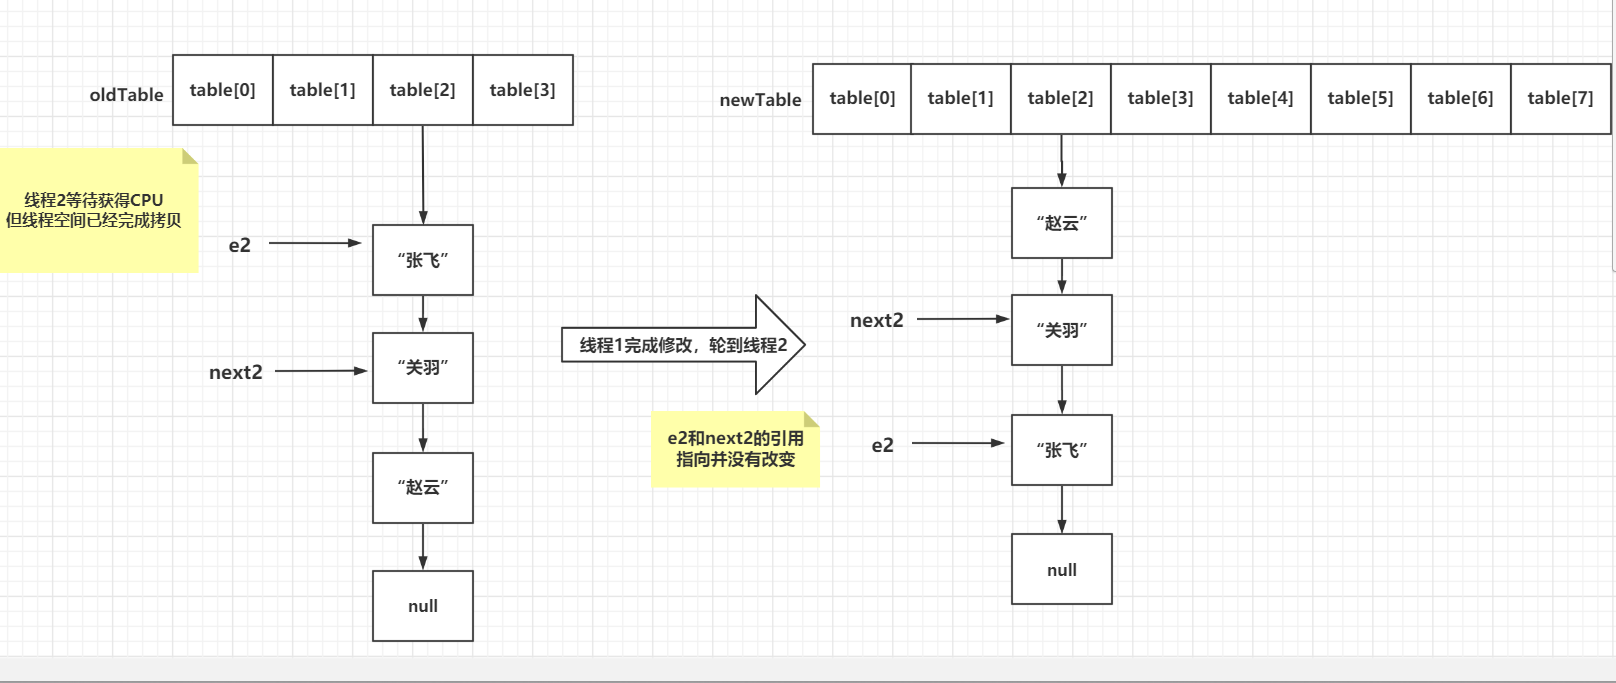 oldTable
table[0]
table[1]
table[2]
table[3]
线程2等待获得CPU
但线程空间已经完成拷贝
e2
“张飞”
next2
“关羽”
“赵云”
null
线程1完成修改，轮到线程2
e2和next2的引用
指向并没有改变
newTable
table[0]
table[1]
table[2]
table[3]
table[4]
table[5]
table[6]
table[7]
“赵云”
next2
“关羽”
e2
“张飞”
null